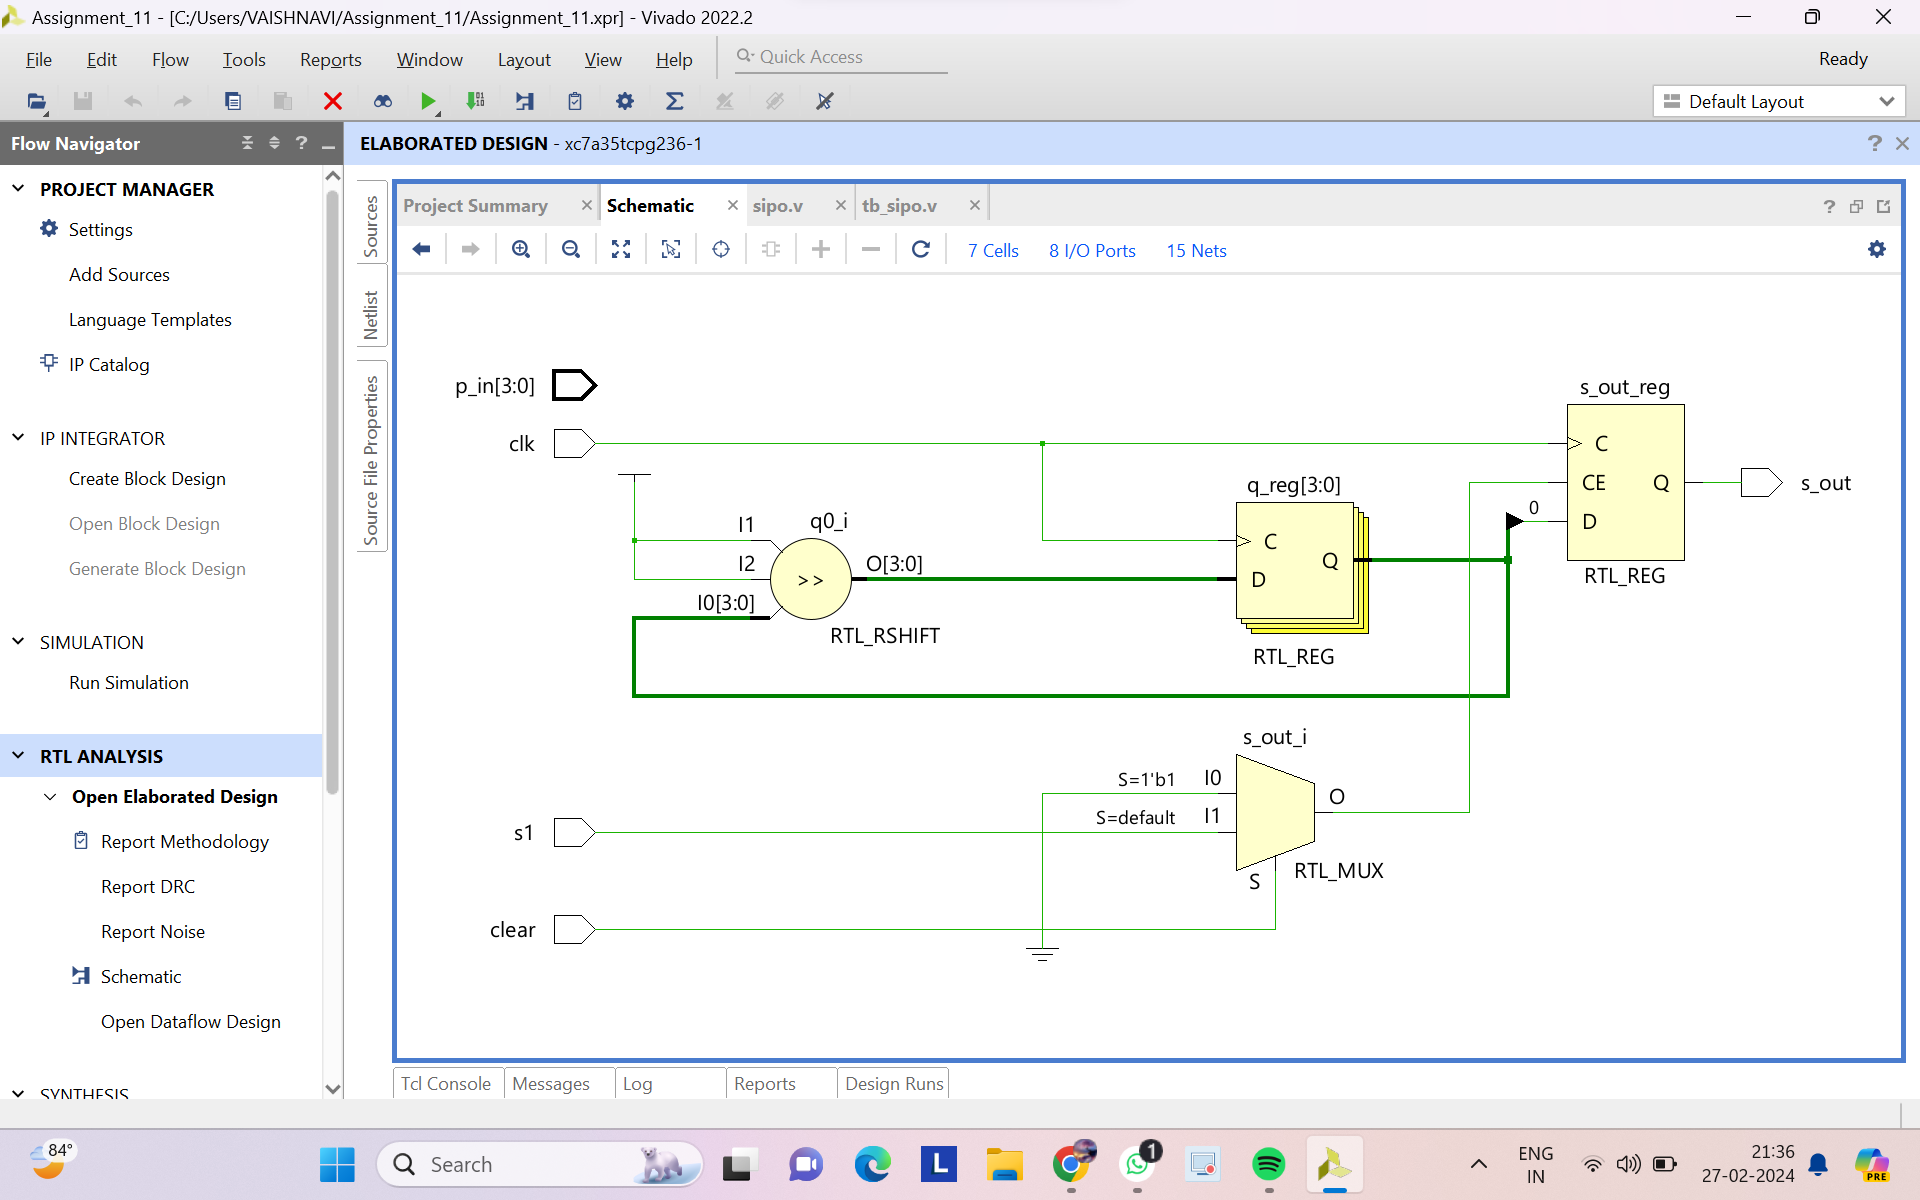 Assignment_11 - [C:/Users/VAISHNAVI/Assignment_11/Assignment_11.xpr] - Vivado 2022.2
File Edit Flow Tools Reports Window Layout View Help Quick Access Ready
Default Layout
Flow Navigator
ELABORATED DESIGN - xc7a35tcpg236-1
PROJECT MANAGER
Settings
Add Sources
Language Templates
IP Catalog
IP INTEGRATOR
Create Block Design
Open Block Design
Generate Block Design
SIMULATION
Run Simulation
RTL ANALYSIS
Open Elaborated Design
Report Methodology
Report DRC
Report Noise
Schematic
Open Dataflow Design
SYNTHESIS
Sources
Netlist
Source File Properties
Project Summary Schematic sipo.v tb_sipo.v
7 Cells 8 I/O Ports 15 Nets
p_in[3:0]
clk
s_out_reg
C
CE
D
Q
0
RTL_REG
s_out
q_reg[3:0]
C
D
Q
RTL_REG
I1
I2
I0[3:0]
q0_i
>>
O[3:0]
RTL_RSHIFT
s_out_i
S=1'b1 I0
S=default I1
O
S
RTL_MUX
s1
clear
Tcl Console Messages Log Reports Design Runs
84°
Search
L
1
ENG
IN
21:36
27-02-2024
PRE